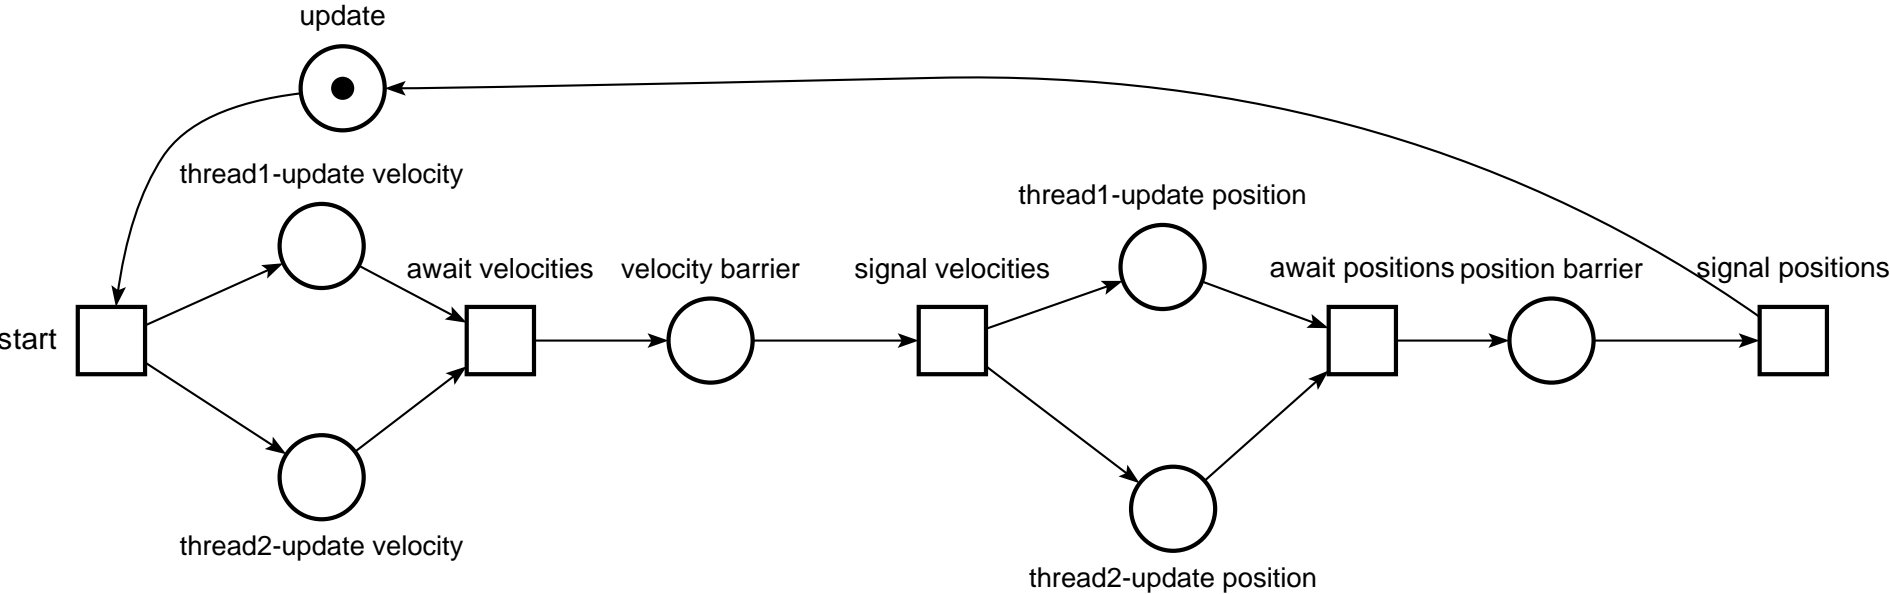 update
thread1-update velocity
thread1-update position
await velocities
velocity barrier
signal velocities
await positions
position barrier
signal positions
start
thread2-update velocity
thread2-update position